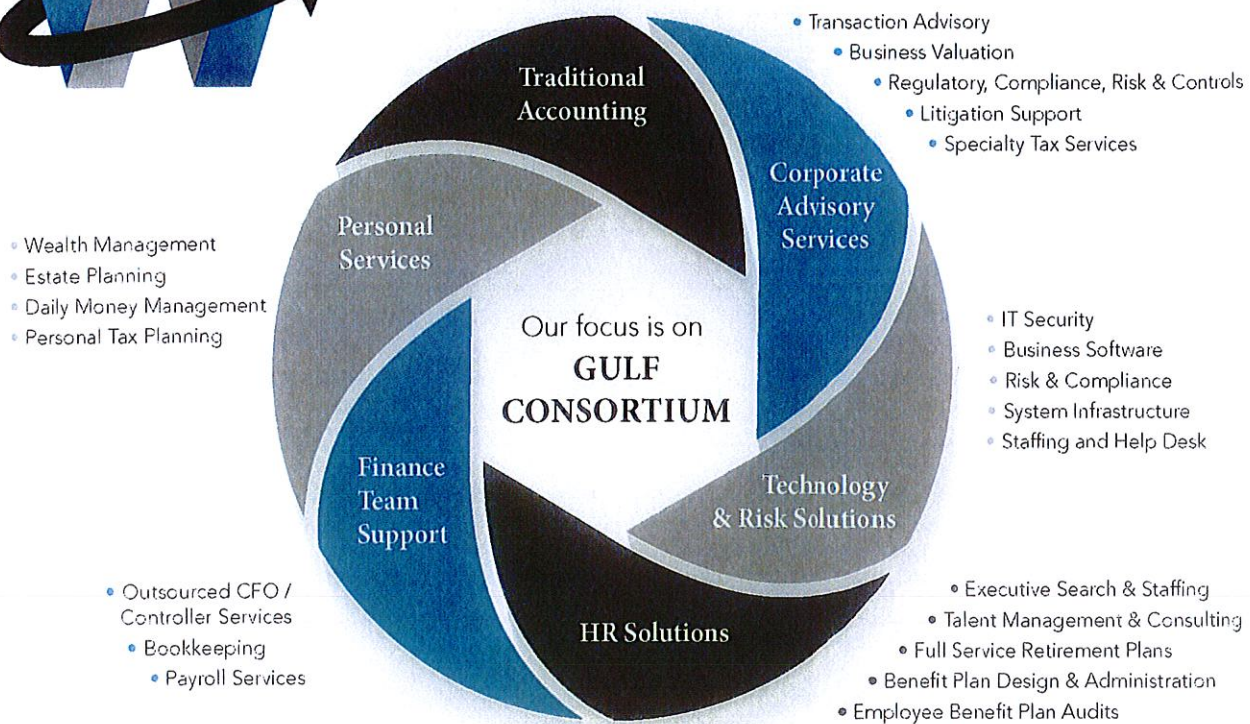 Traditional
Accounting
• Transaction Advisory
• Business Valuation
• Regulatory, Compliance, Risk & Controls
• Litigation Support
• Specialty Tax Services
Corporate
Advisory
Services
Personal
Services
• Wealth Management
• Estate Planning
• Daily Money Management
• Personal Tax Planning
Our focus is on
GULF
CONSORTIUM
• IT Security
• Business Software
• Risk & Compliance
• System Infrastructure
• Staffing and Help Desk
Technology
& Risk Solutions
Finance
Team
Support
• Outsourced CFO /
Controller Services
• Bookkeeping
• Payroll Services
HR Solutions
• Executive Search & Staffing
• Talent Management & Consulting
• Full Service Retirement Plans
• Benefit Plan Design & Administration
• Employee Benefit Plan Audits